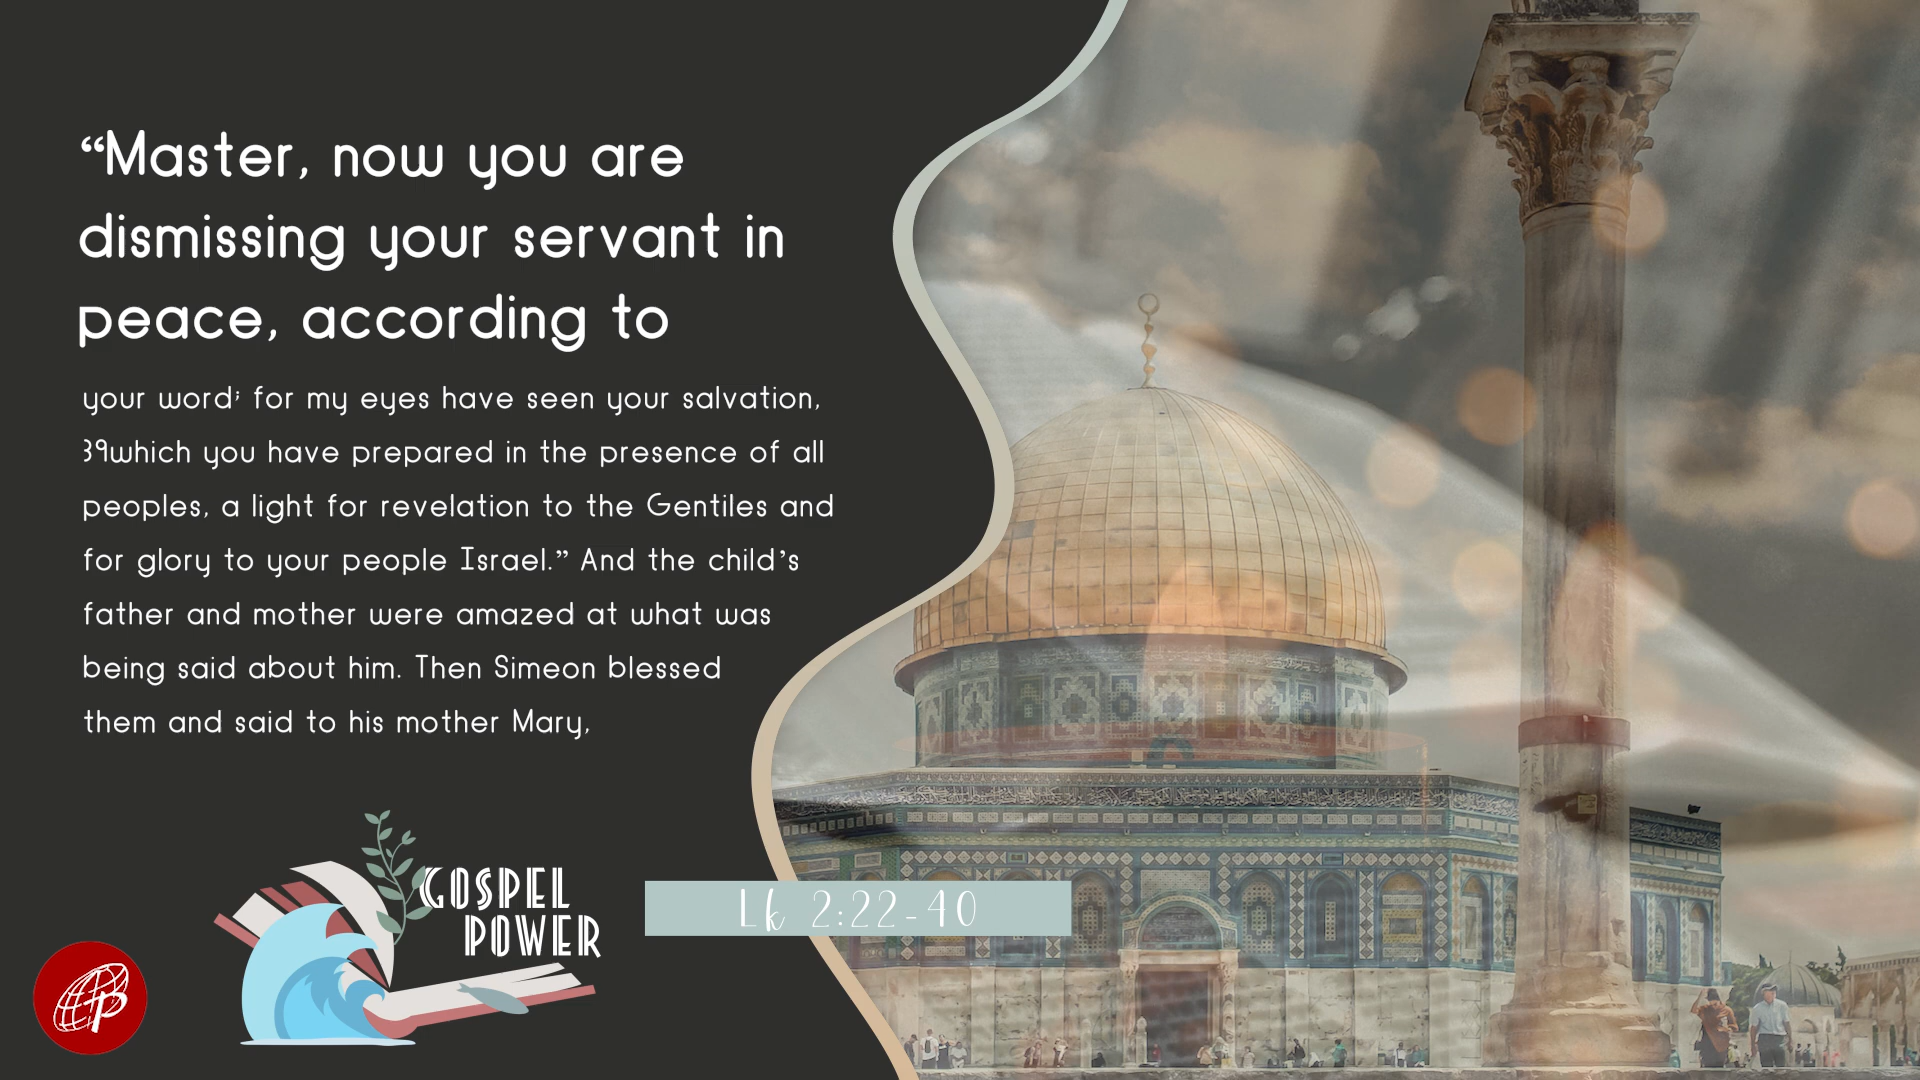 “Master, now you are
dismissing your servant in
peace, according to
your word; for my eyes have seen your salvation,
39which you have prepared in the presence of all
peoples, a light for revelation to the Gentiles and
for glory to your people Israel.” And the child’s
father and mother were amazed at what was
being said about him. Then Simeon blessed
them and said to his mother Mary,
GOSPEL
POWER
Lk 2:22-40